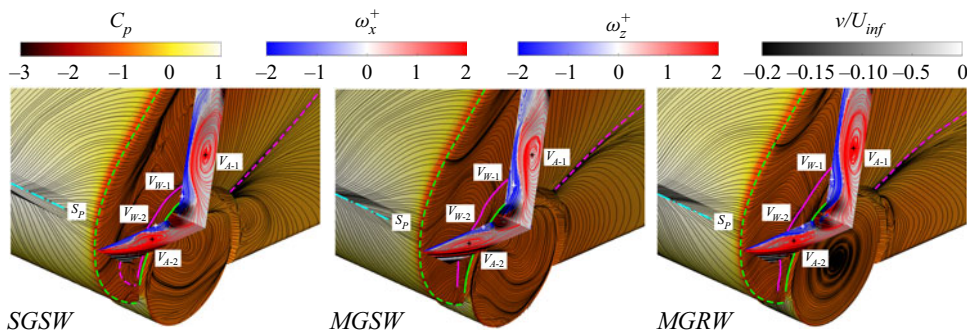 C_p ω_x^+ ω_z^+ v/U_inf
−3 −2 −1 0 1 −2 −1 0 1 2 −2 −1 0 1 2 −0.2 −0.15 −0.1 −0.5 0
V_A-1 V_A-1 V_A-1
V_W-1 V_W-1 V_W-1
S_P V_W-2 S_P V_W-2 S_P V_W-2
V_A-2 V_A-2 V_A-2
SGSW MGSW MGRW